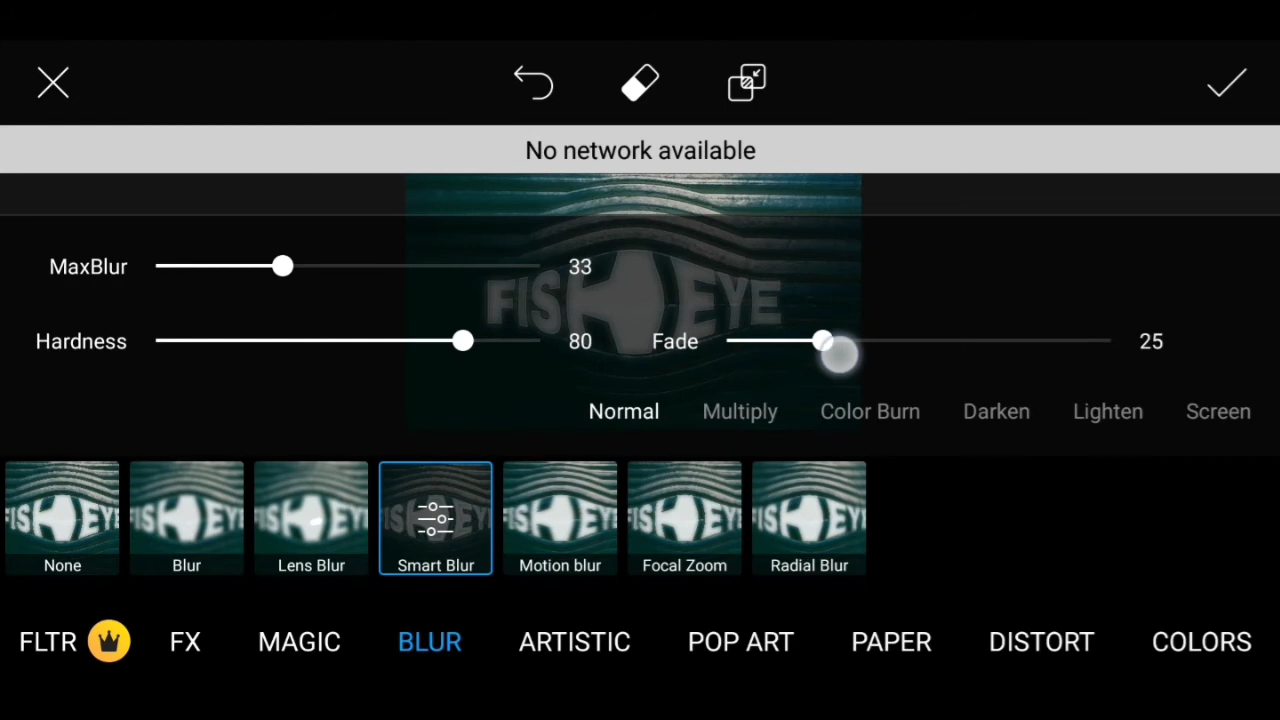 No network available
MaxBlur 33
FISHEYE
Hardness 80 Fade 25
Normal Multiply Color Burn Darken Lighten Screen
None Blur Lens Blur Smart Blur Motion blur Focal Zoom Radial Blur
FLTR FX MAGIC BLUR ARTISTIC POP ART PAPER DISTORT COLORS